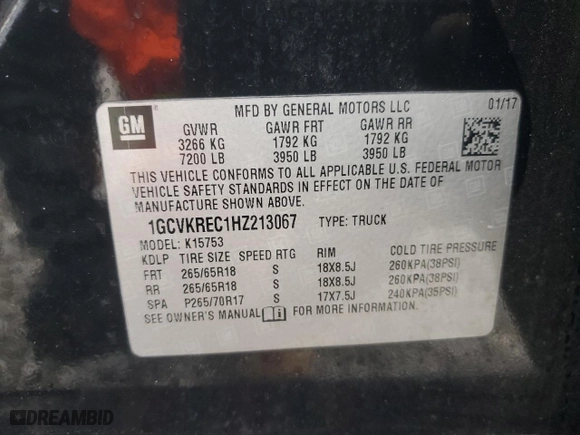 GM
MFD BY GENERAL MOTORS LLC 01/17
GVWR GAWR FRT GAWR RR
3266 KG 1792 KG 1792 KG
7200 LB 3950 LB 3950 LB
THIS VEHICLE CONFORMS TO ALL APPLICABLE U.S. FEDERAL MOTOR
VEHICLE SAFETY STANDARDS IN EFFECT ON THE DATE OF
MANUFACTURE SHOWN ABOVE.
1GCVKREC1HZ213067 TYPE: TRUCK
MODEL: K15753
KDLP TIRE SIZE SPEED RTG RIM COLD TIRE PRESSURE
FRT 265/65R18 S 18X8.5J 260KPA(38PSI)
RR 265/65R18 S 18X8.5J 260KPA(38PSI)
SPA P265/70R17 S 17X7.5J 240KPA(35PSI)
SEE OWNER'S MANUAL FOR MORE INFORMATION.
DREAMBID